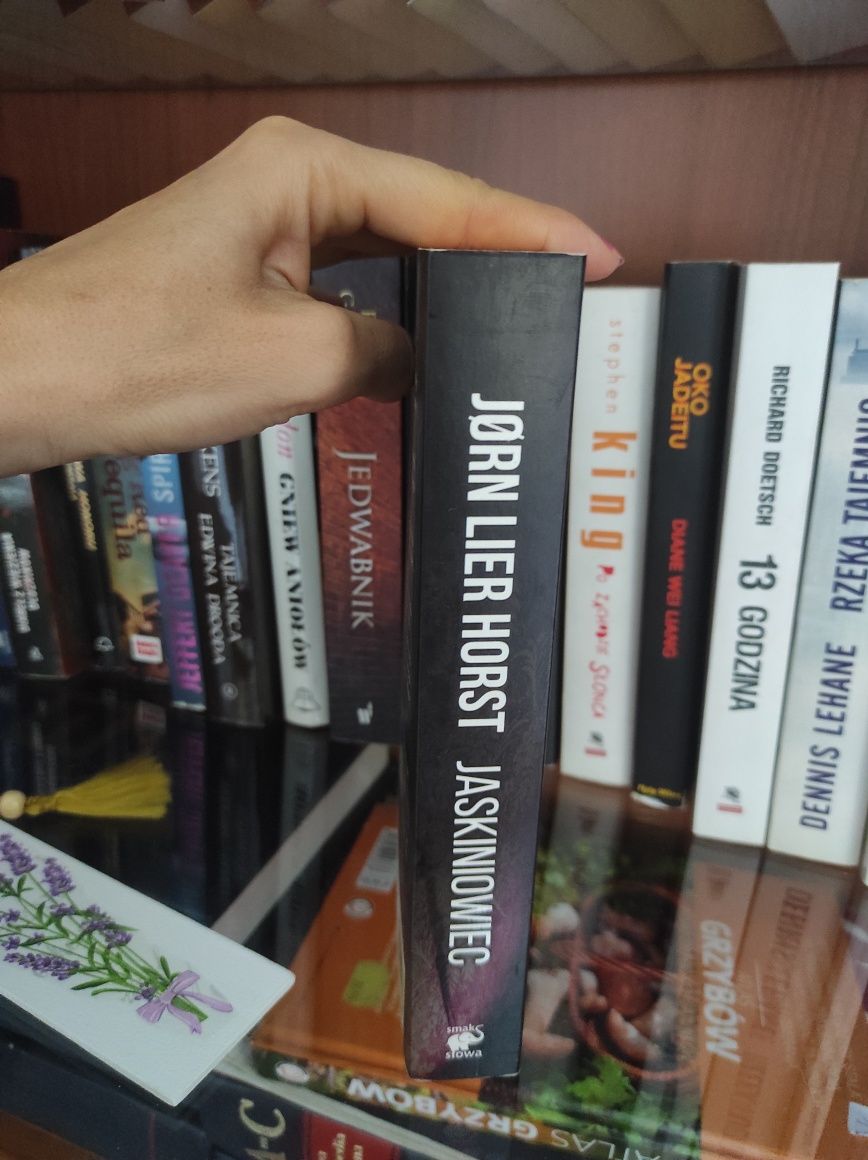 JØRN LIER HORST JASKINIOWIEC
smak
słowa
JEDWABNIK
GNIEW ANIOŁÓW
TAJEMNICA
EDWINA DROODA
stephen king Po zachodzie Słońca
OKO
JADEITU
DIANE WEI LIANG
RICHARD DOETSCH 13 GODZINA
DENNIS LEHANE RZEKA TAJEMNIC
GRZYBÓW
ATLAS GRZYBÓW
A-C